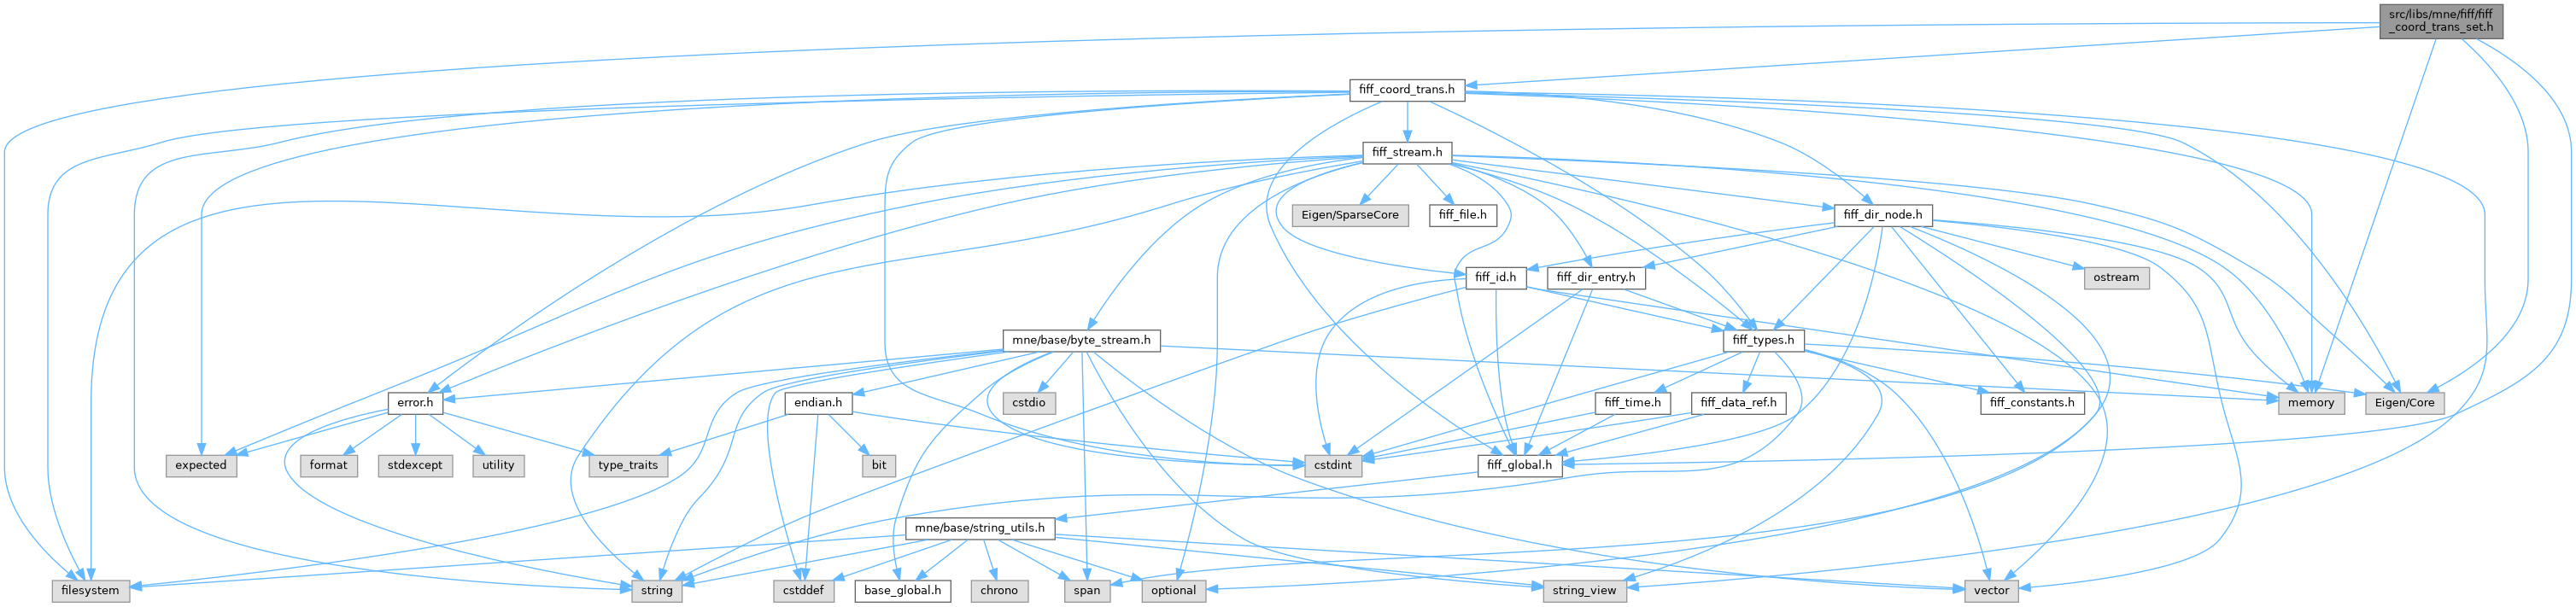 src/libs/mne/fiff/fiff
_coord_trans_set.h
fiff_coord_trans.h
fiff_stream.h
Eigen/SparseCore
fiff_file.h
fiff_dir_node.h
fiff_id.h
fiff_dir_entry.h
ostream
mne/base/byte_stream.h
fiff_types.h
error.h
cstdio
endian.h
fiff_time.h
fiff_data_ref.h
fiff_constants.h
memory
Eigen/Core
expected
format
stdexcept
utility
type_traits
bit
cstdint
fiff_global.h
mne/base/string_utils.h
filesystem
string
cstddef
base_global.h
chrono
span
optional
string_view
vector